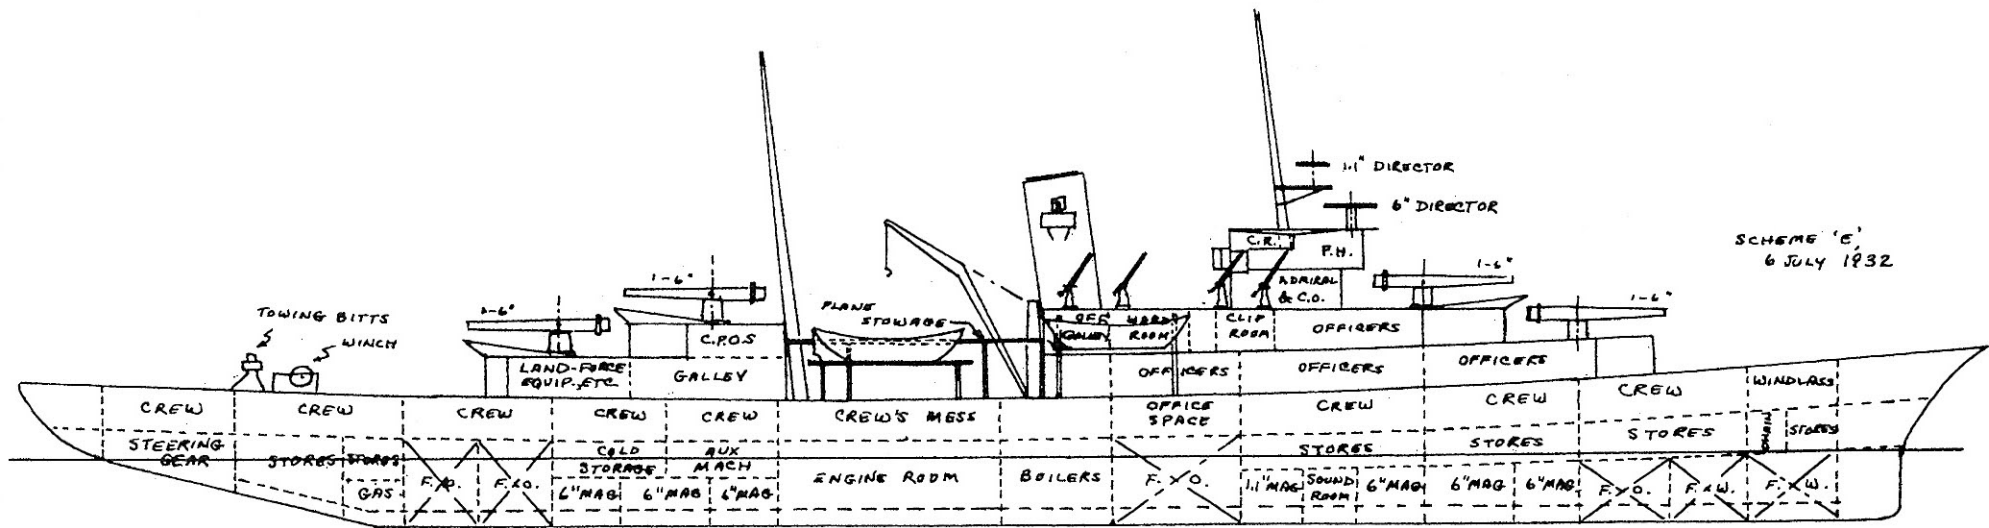 1.1" DIRECTOR
6" DIRECTOR
SCHEME 'E'
6 JULY 1932
C.R.
P.H.
ADMIRAL
& C.O.
1-6"
1-6"
1-6"
1-6"
TOWING BITTS
WINCH
PLANE
STOWAGE
C.P.O.S
OFF
GALLEY
WARD
ROOM
CLIP
ROOM
OFFICERS
LAND-FORCE
EQUIP., ETC
GALLEY
OFFICERS
OFFICERS
OFFICERS
CREW
WINDLASS
CREW
CREW
CREW
CREW
CREW
CREW'S MESS
OFFICE
SPACE
CREW
CREW
STEERING
GEAR
STORES
STORES
COLD
STORAGE
AUX
MACH
ENGINE ROOM
BOILERS
STORES
STORES
STORES
CHAIN
STORES
GAS
F.O.
F.O.
6" MAG
6" MAG
6" MAG
F.O.
1.1" MAG
SOUND
ROOM
6" MAG
6" MAG
6" MAG
F.O.
F.W.
F.W.